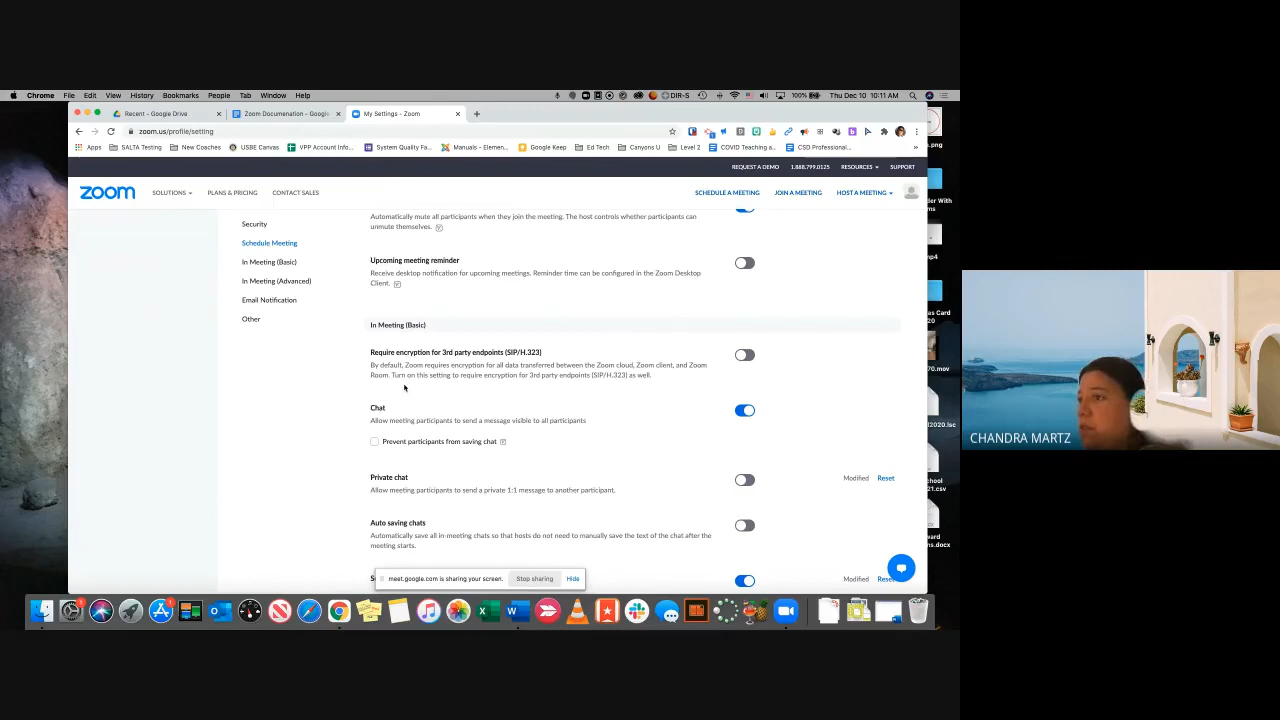 Chrome File Edit View History Bookmarks People Tab Window Help
DIR-S 100% Thu Dec 10 10:11 AM
Recent - Google Drive
Zoom Documenation - Google
My Settings - Zoom
zoom.us/profile/setting
Apps SALTA Testing New Coaches USBE Canvas VPP Account Info... System Quality Fa... Manuals - Elemen... Google Keep Ed Tech Canyons U Level 2 COVID Teaching a... CSD Professional...
REQUEST A DEMO 1.888.799.0125 RESOURCES SUPPORT
zoom SOLUTIONS PLANS & PRICING CONTACT SALES SCHEDULE A MEETING JOIN A MEETING HOST A MEETING
Security
Schedule Meeting
In Meeting (Basic)
In Meeting (Advanced)
Email Notification
Other
Automatically mute all participants when they join the meeting. The host controls whether participants can
unmute themselves.
Upcoming meeting reminder
Receive desktop notification for upcoming meetings. Reminder time can be configured in the Zoom Desktop
Client.
In Meeting (Basic)
Require encryption for 3rd party endpoints (SIP/H.323)
By default, Zoom requires encryption for all data transferred between the Zoom cloud, Zoom client, and Zoom
Room. Turn on this setting to require encryption for 3rd party endpoints (SIP/H.323) as well.
Chat
Allow meeting participants to send a message visible to all participants
Prevent participants from saving chat
Private chat
Modified Reset
Allow meeting participants to send a private 1:1 message to another participant.
Auto saving chats
Automatically save all in-meeting chats so that hosts do not need to manually save the text of the chat after the
meeting starts.
Modified
meet.google.com is sharing your screen. Stop sharing Hide
CHANDRA MARTZ